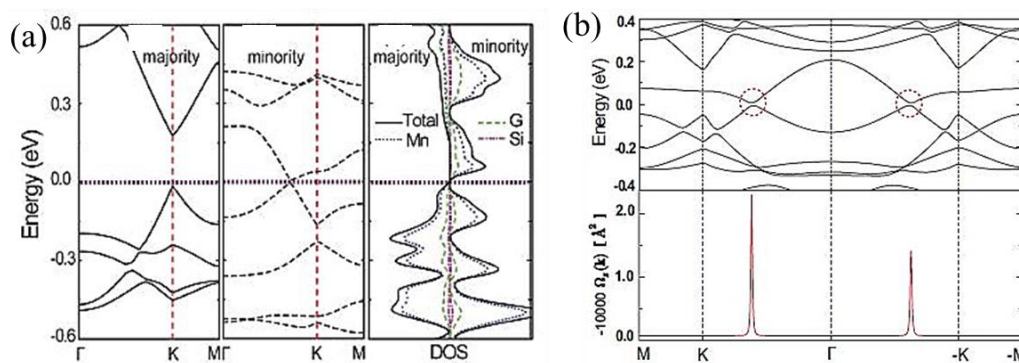 (a)
0.6
0.3
0.0
-0.3
-0.6
Energy (eV)
majority
minority
majority
minority
Total
G
Mn
Si
Γ K M Γ K M DOS
(b)
0.4
0.2
0.0
-0.2
-0.4
Energy (eV)
2.0
1.0
0.0
-10000 Ωz(k) [ Å² ]
M K Γ -K -M